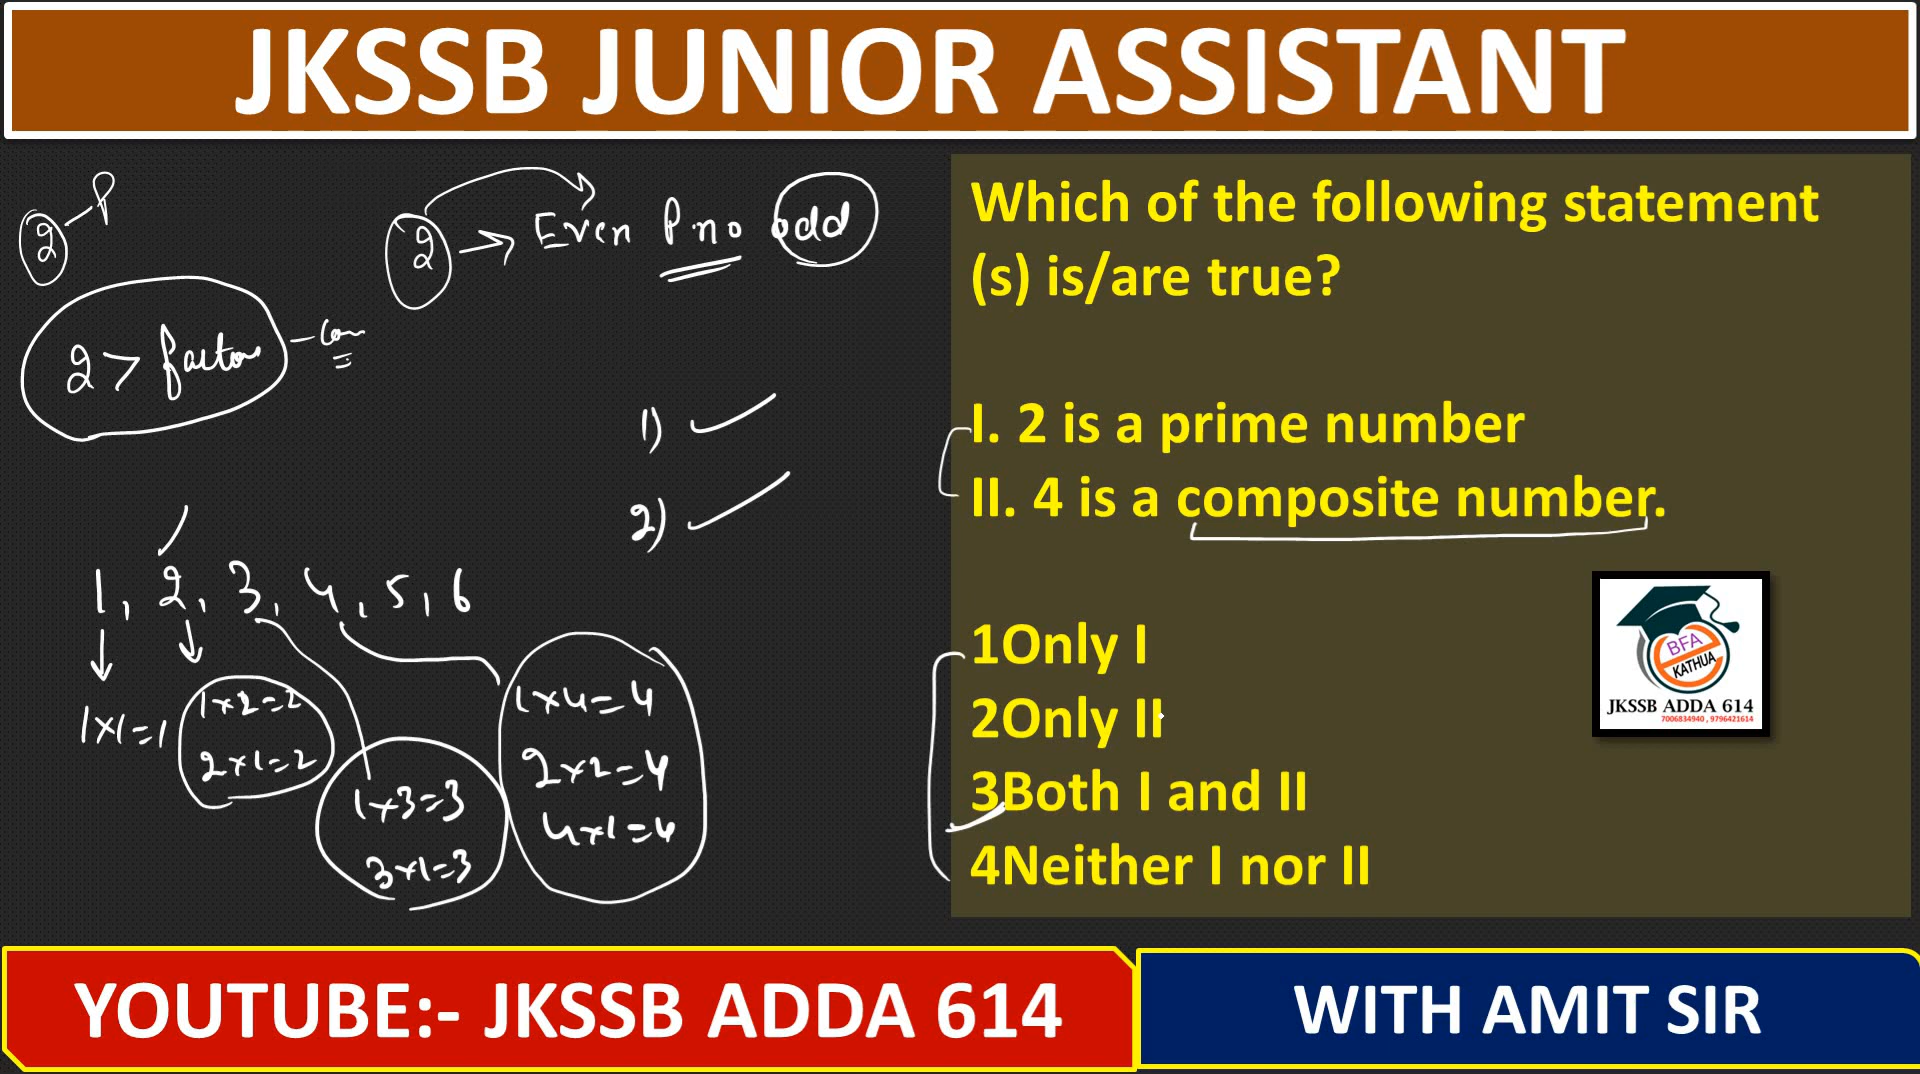 JKSSB JUNIOR ASSISTANT
2 - P
2 → Even P.no odd
2 > factor - Com
1)
2)
1, 2, 3, 4, 5, 6
1×1=1
1×2=2
2×1=2
1×3=3
3×1=3
1×4=4
2×2=4
4×1=4
Which of the following statement
(s) is/are true?
I. 2 is a prime number
II. 4 is a composite number.
1Only I
2Only II
3Both I and II
4Neither I nor II
BFA
KATHUA
JKSSB ADDA 614
7006834940 , 9796421614
YOUTUBE:- JKSSB ADDA 614
WITH AMIT SIR